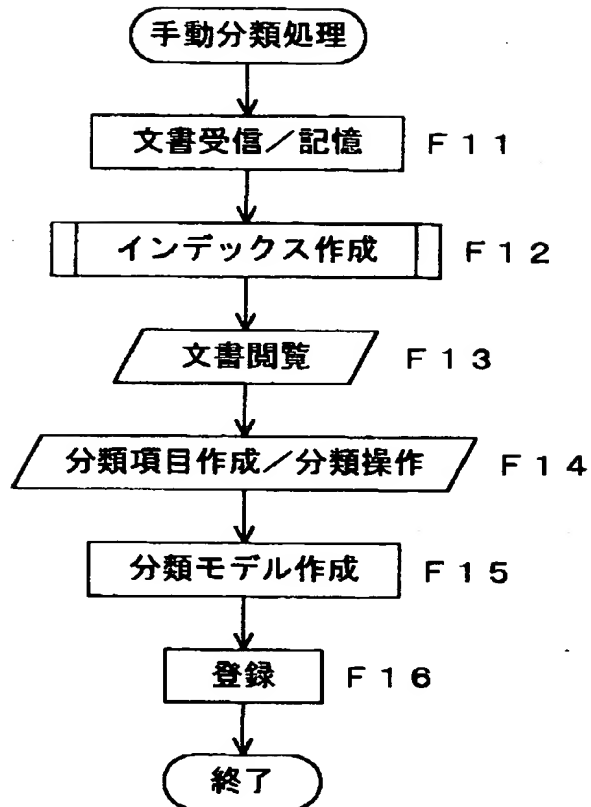 手動分類処理
文書受信／記憶 F11
インデックス作成 F12
文書閲覧 F13
分類項目作成／分類操作 F14
分類モデル作成 F15
登録 F16
終了